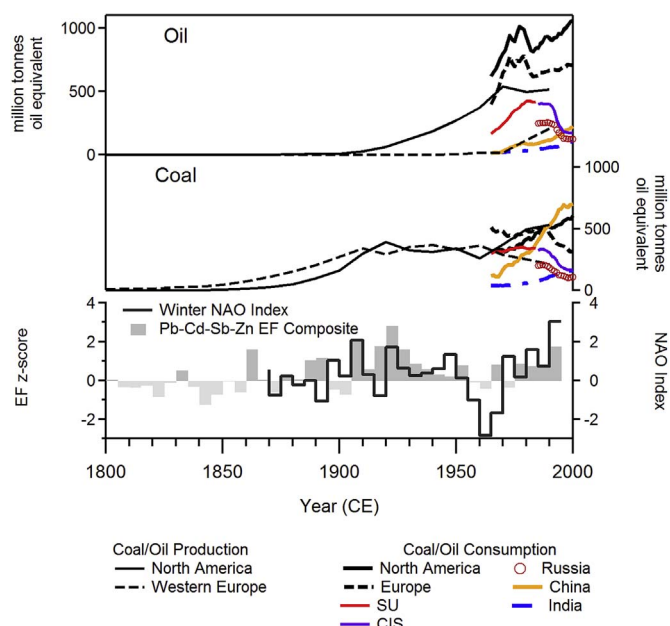 Oil
1000
500
0
million tonnes
oil equivalent
Coal
1000
500
0
million tonnes
oil equivalent
Winter NAO Index
Pb-Cd-Sb-Zn EF Composite
4
2
0
-2
EF z-score
4
2
0
-2
NAO Index
1800 1850 1900 1950 2000
Year (CE)
Coal/Oil Production
North America
Western Europe
Coal/Oil Consumption
North America
Europe
SU
CIS
Russia
China
India